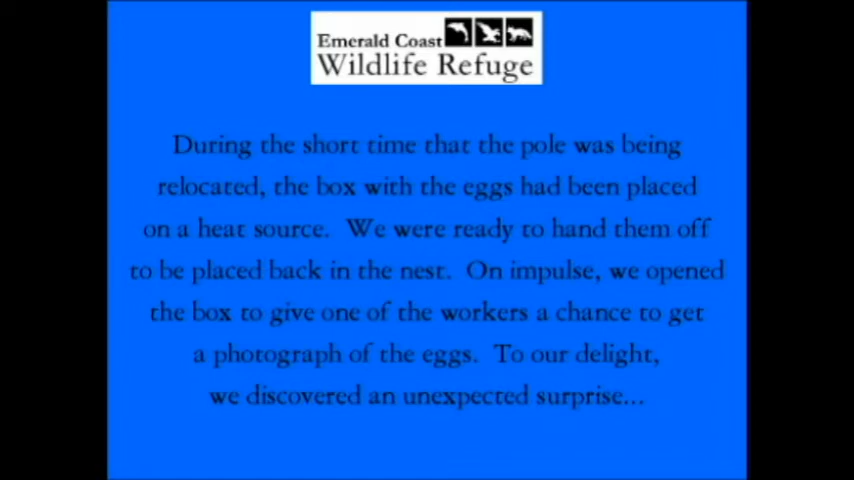 Emerald Coast
Wildlife Refuge
During the short time that the pole was being
relocated, the box with the eggs had been placed
on a heat source. We were ready to hand them off
to be placed back in the nest. On impulse, we opened
the box to give one of the workers a chance to get
a photograph of the eggs. To our delight,
we discovered an unexpected surprise...